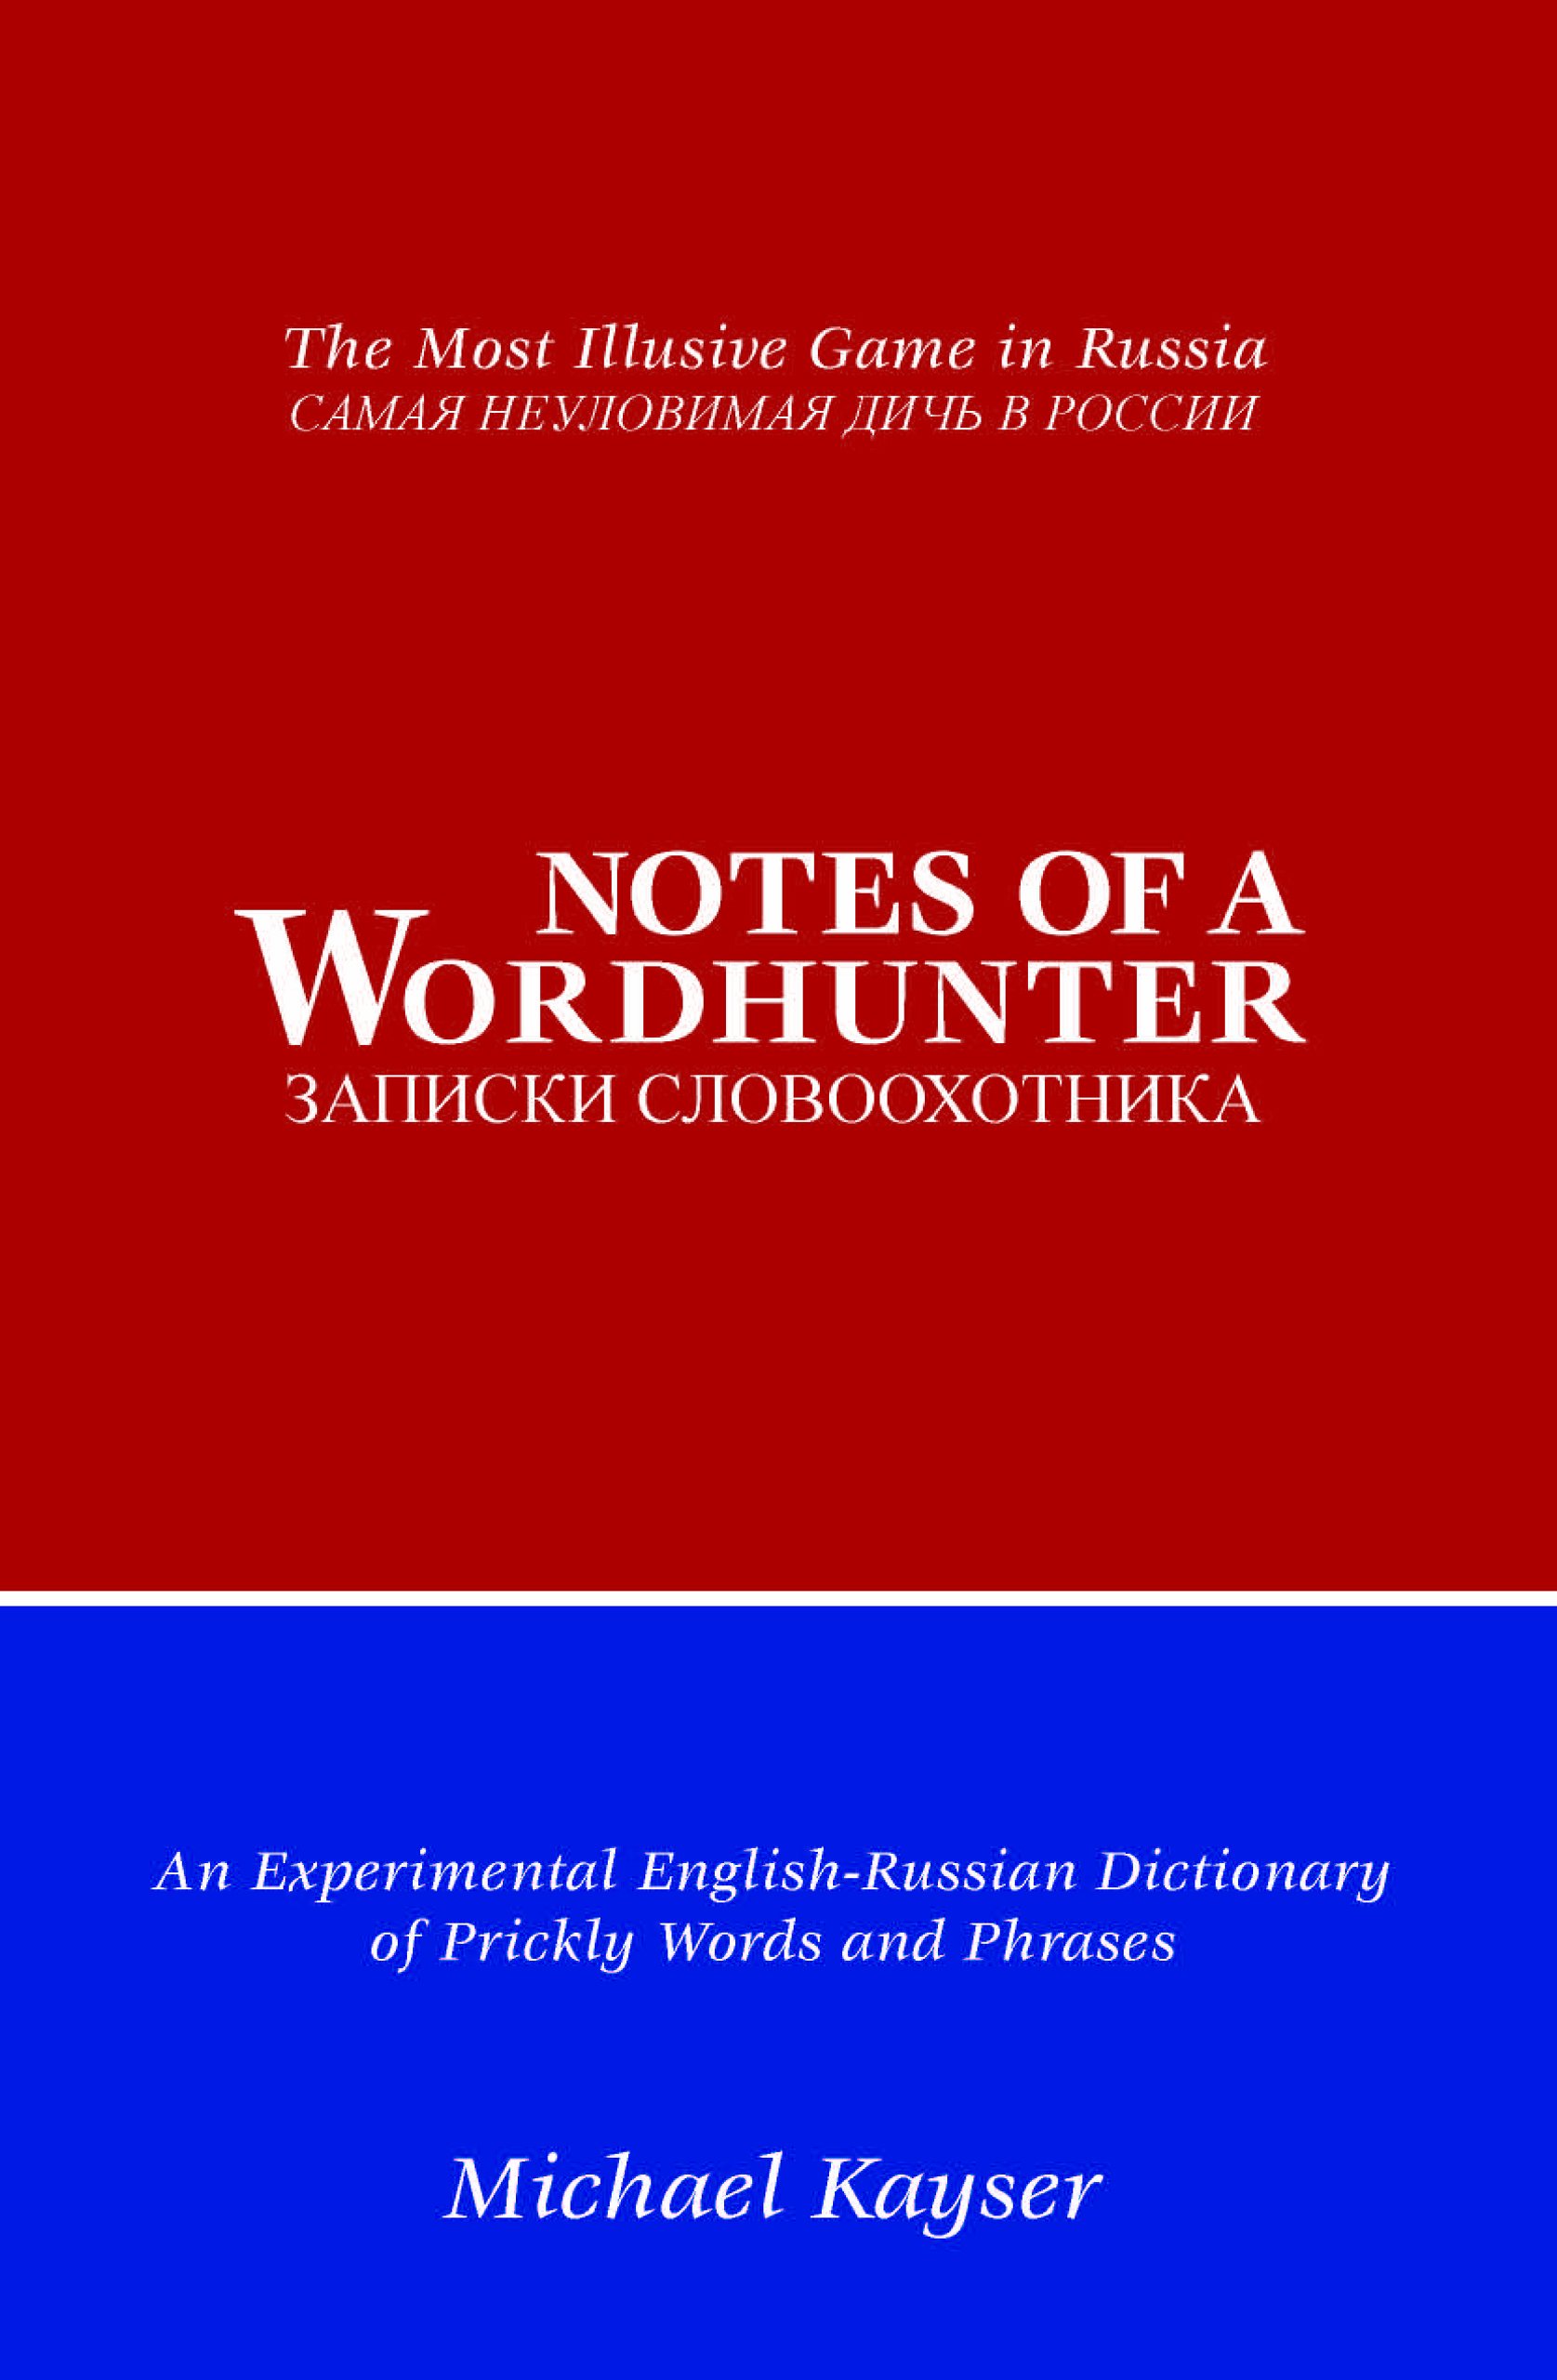 The Most Illusive Game in Russia
САМАЯ НЕУЛОВИМАЯ ДИЧЬ В РОССИИ
NOTES OF A
WORDHUNTER
ЗАПИСКИ СЛОВООХОТНИКА
An Experimental English-Russian Dictionary
of Prickly Words and Phrases
Michael Kayser